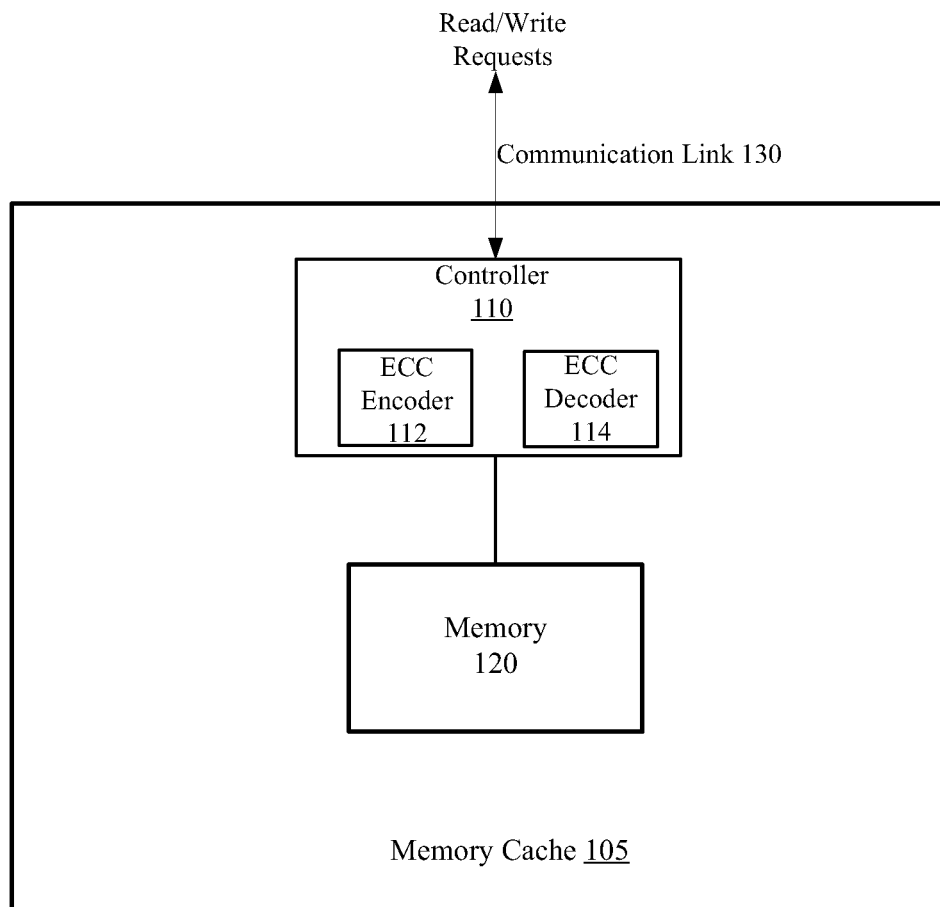 Read/Write
Requests
Communication Link 130
Controller
110
ECC
Encoder
112
ECC
Decoder
114
Memory
120
Memory Cache 105